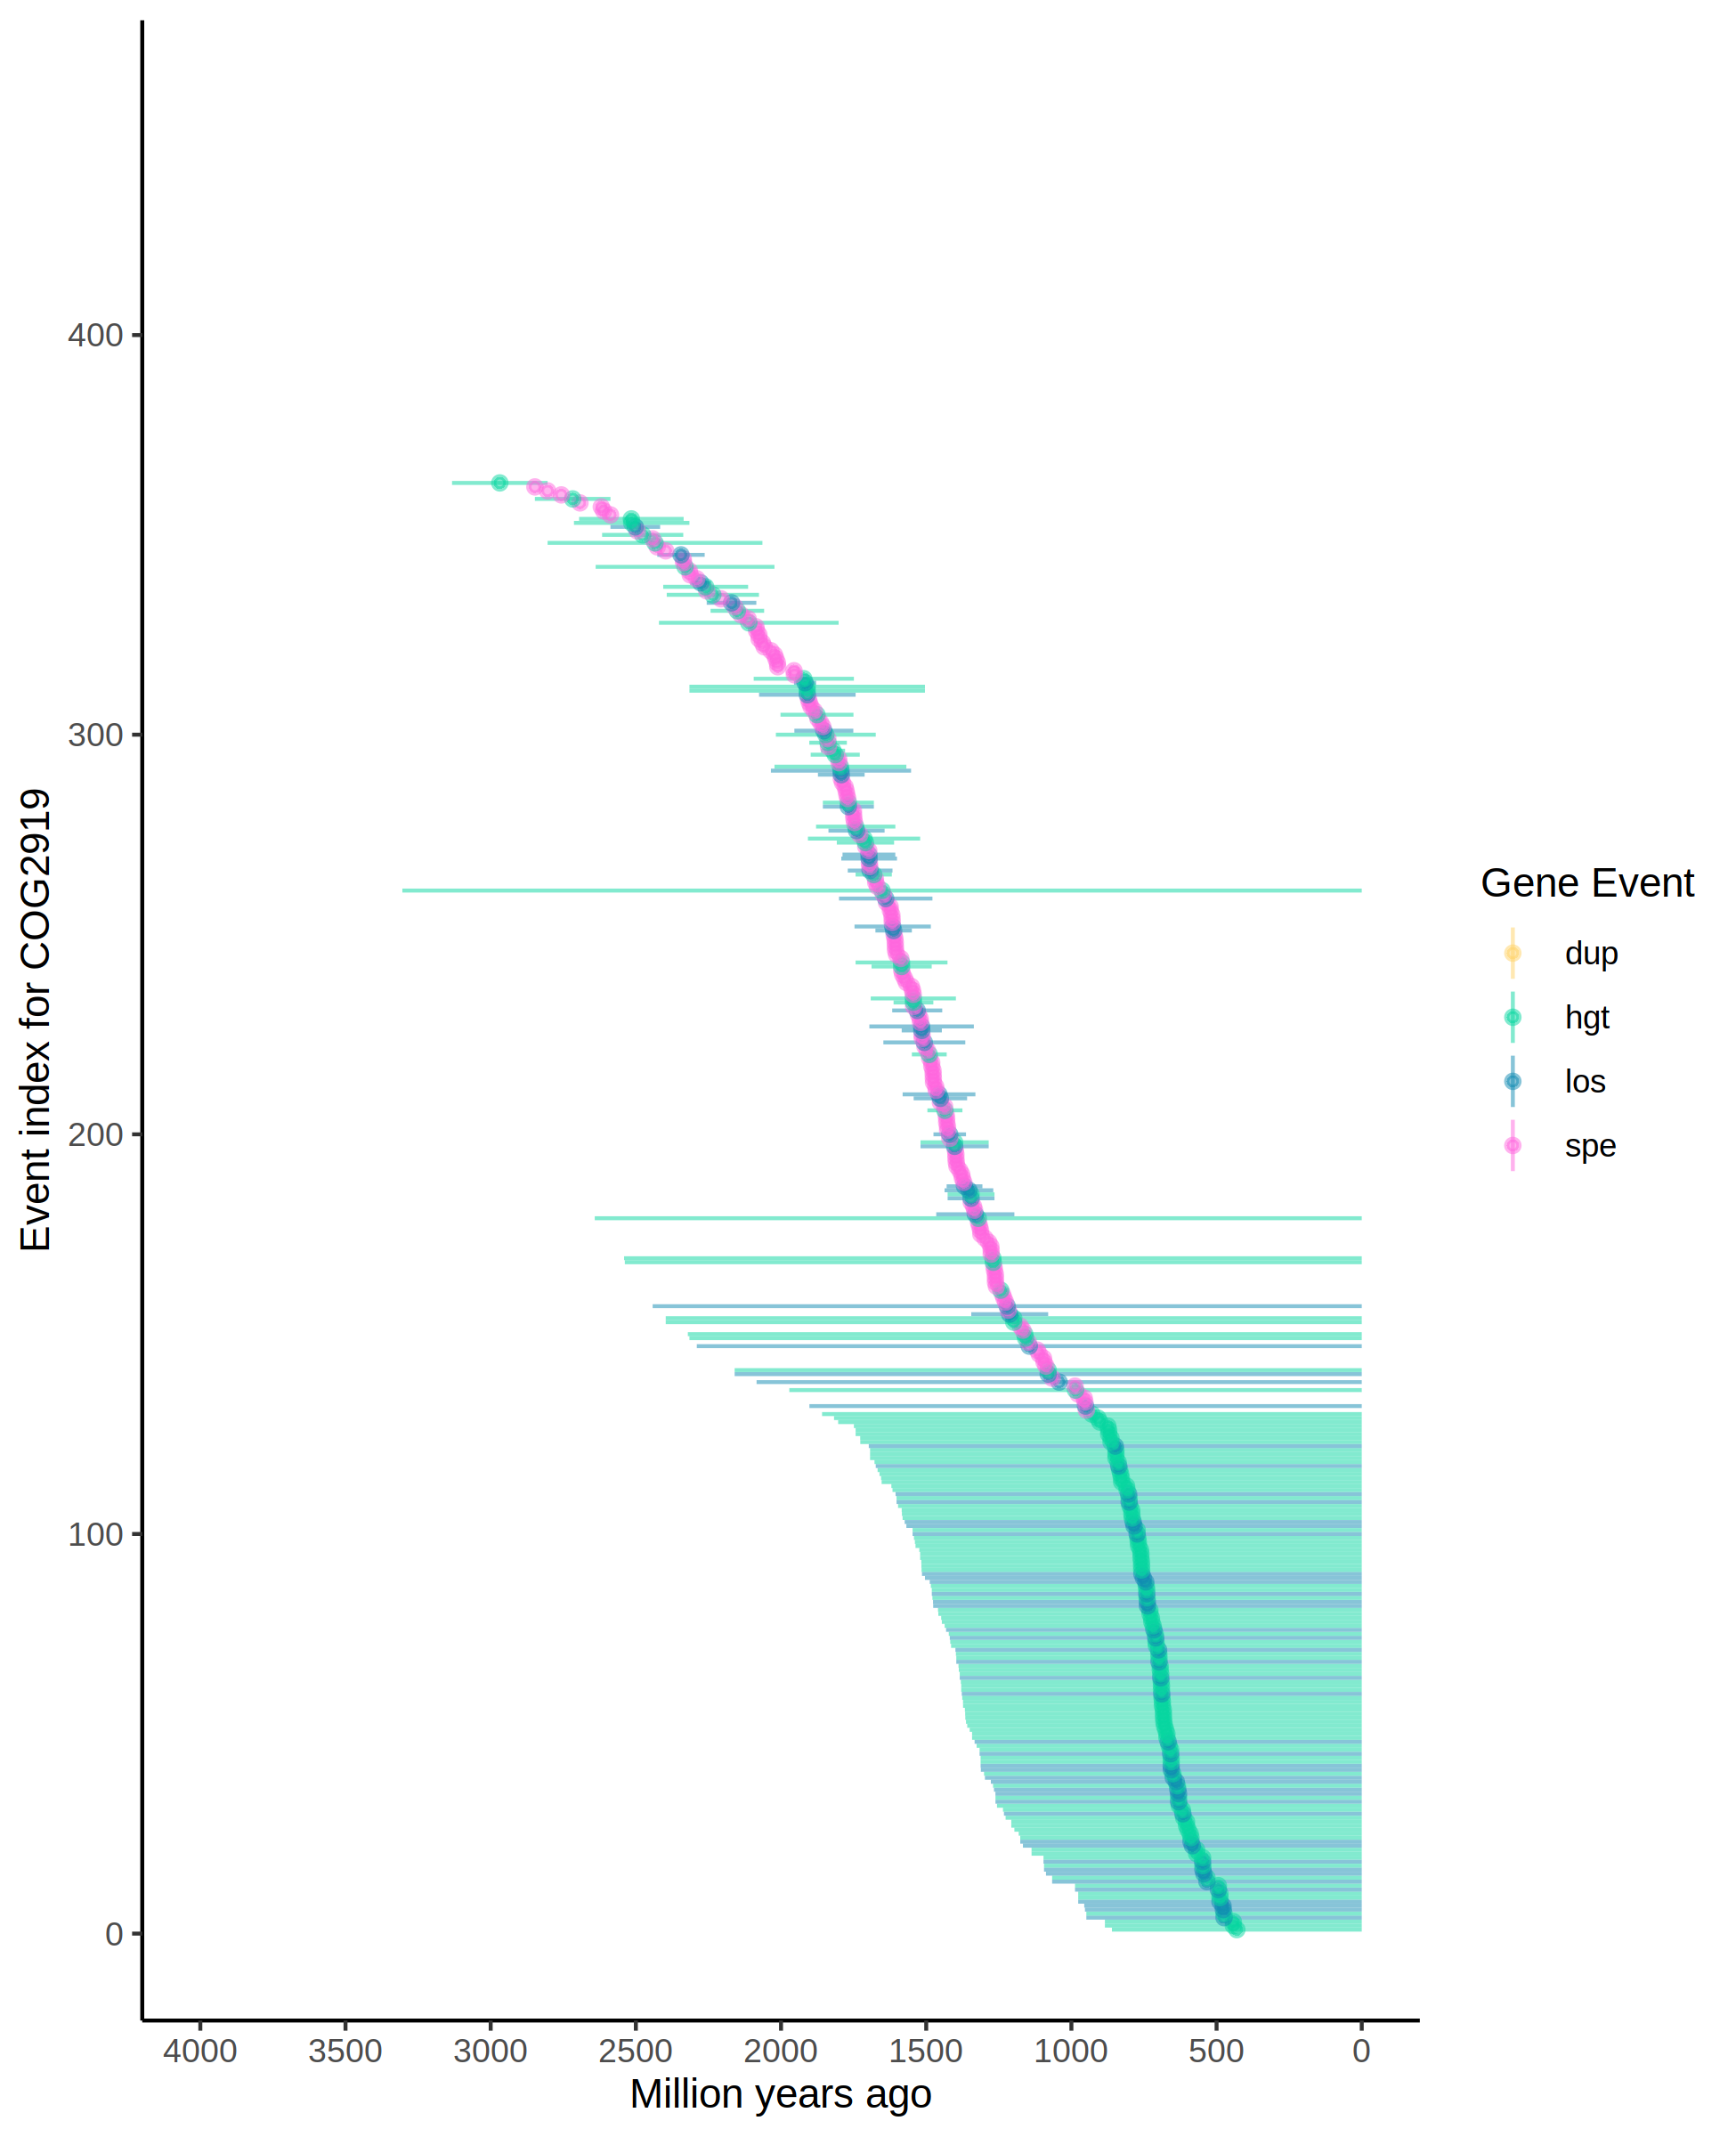 Event index for COG2919
400
300
200
100
0
4000 3500 3000 2500 2000 1500 1000 500 0
Million years ago
Gene Event
dup
hgt
los
spe